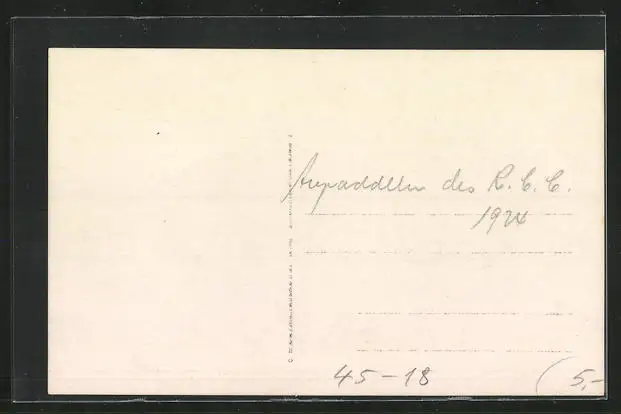 Anpaddeln des R.C.C.
1924
45-18
(5,-